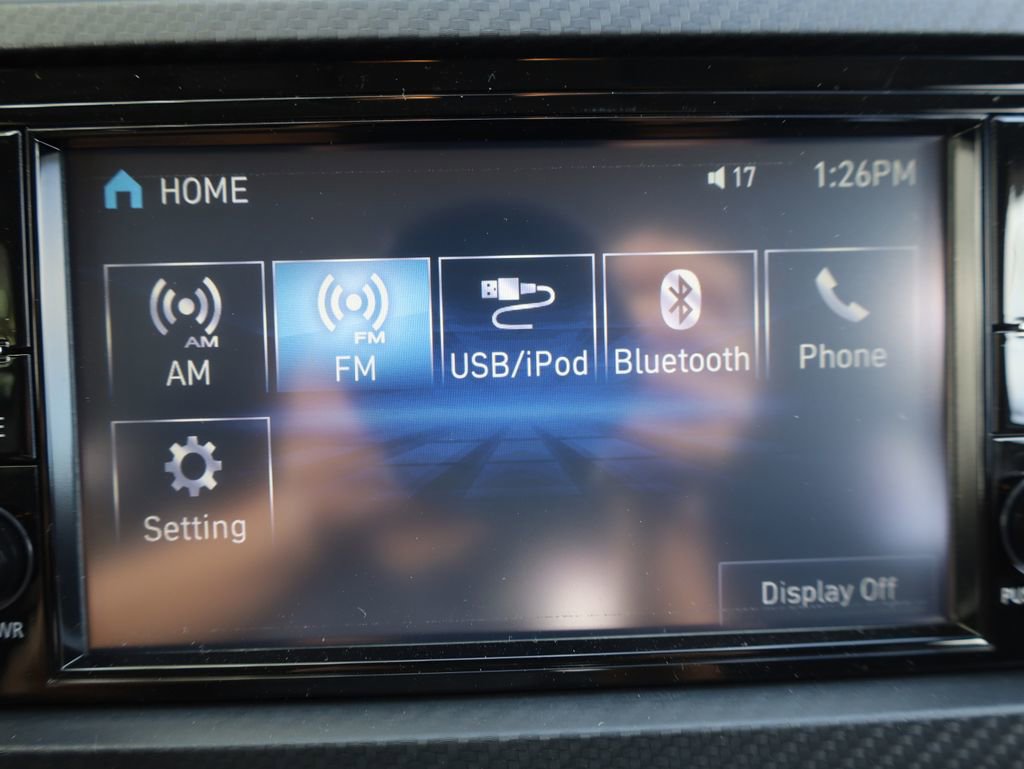 HOME
17
1:26PM
AM
AM
FM
FM
USB/iPod
Bluetooth
Phone
Setting
Display Off